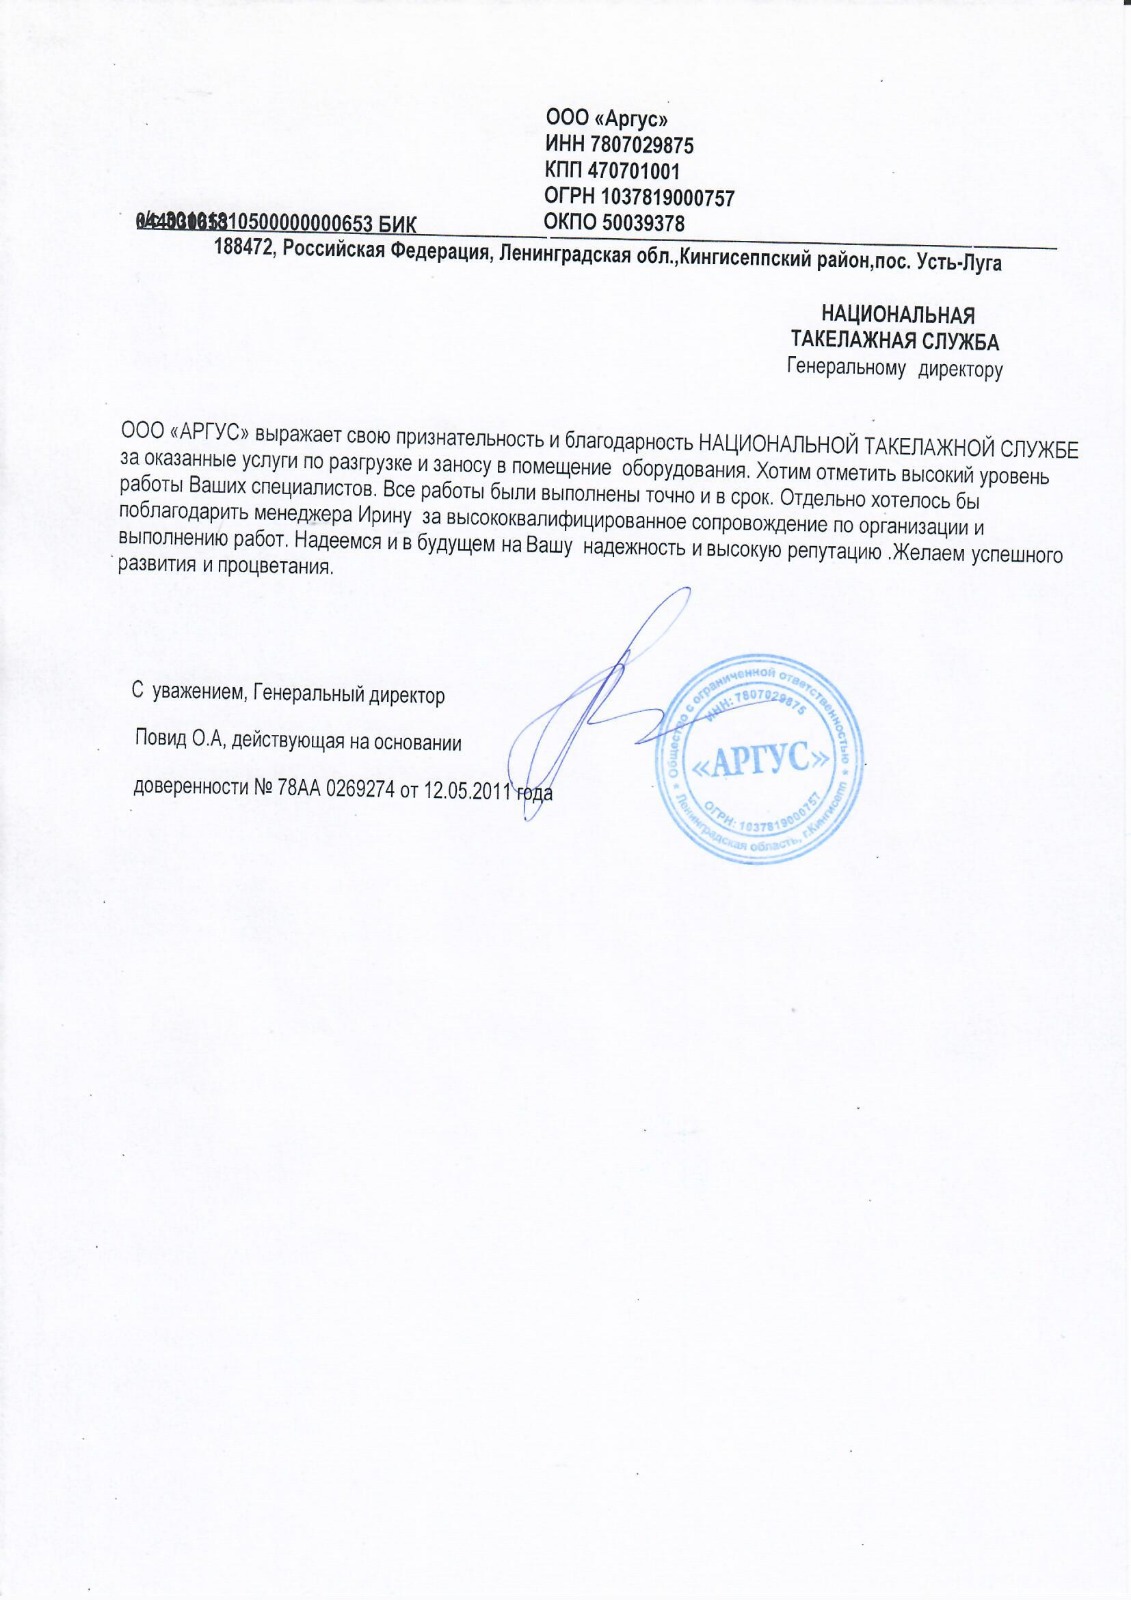 ООО «Аргус»
ИНН 7807029875
КПП 470701001
ОГРН 1037819000757
ОКПО 50039378
10500000000653 БИК
188472, Российская Федерация, Ленинградская обл.,Кингисеппский район,пос. Усть-Луга
НАЦИОНАЛЬНАЯ
ТАКЕЛАЖНАЯ СЛУЖБА
Генеральному директору
ООО «АРГУС» выражает свою признательность и благодарность НАЦИОНАЛЬНОЙ ТАКЕЛАЖНОЙ СЛУЖБЕ
за оказанные услуги по разгрузке и заносу в помещение оборудования. Хотим отметить высокий уровень
работы Ваших специалистов. Все работы были выполнены точно и в срок. Отдельно хотелось бы
поблагодарить менеджера Ирину за высококвалифицированное сопровождение по организации и
выполнению работ. Надеемся и в будущем на Вашу надежность и высокую репутацию .Желаем успешного
развития и процветания.
С уважением, Генеральный директор
Повид О.А, действующая на основании
доверенности № 78АА 0269274 от 12.05.2011 года
Общество с ограниченной ответственностью
ИНН: 7807029875
«АРГУС»
ОГРН: 1037819000757
* Ленинградская область, г.Кингисепп *